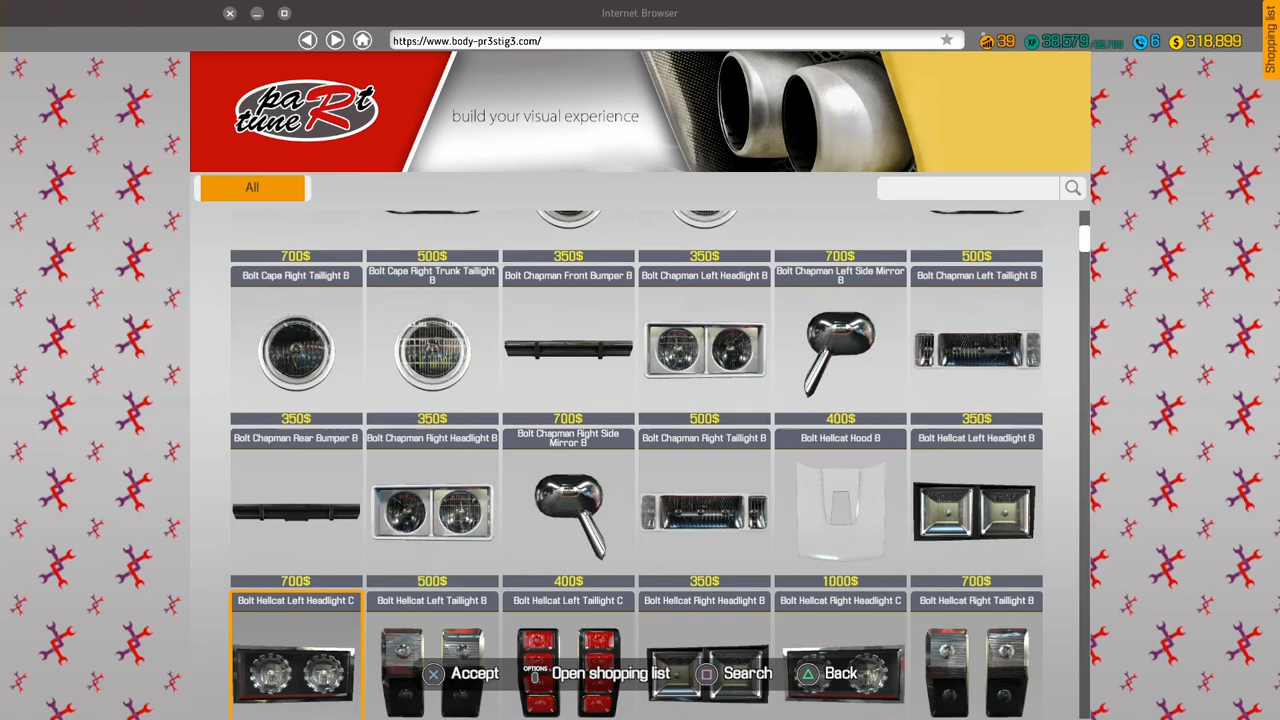 Internet Browser
Shopping list
https://www.body-pr3stig3.com/
39
38,579
6
318,899
paRt
tune
build your visual experience
All
700$
500$
350$
350$
700$
500$
Bolt Cape Right Taillight B
Bolt Cape Right Trunk Taillight
B
Bolt Chapman Front Bumper B
Bolt Chapman Left Headlight B
Bolt Chapman Left Side Mirror
B
Bolt Chapman Left Taillight B
350$
350$
700$
500$
400$
350$
Bolt Chapman Rear Bumper B
Bolt Chapman Right Headlight B
Bolt Chapman Right Side
Mirror B
Bolt Chapman Right Taillight B
Bolt Hellcat Hood B
Bolt Hellcat Left Headlight B
700$
500$
400$
350$
1000$
700$
Bolt Hellcat Left Headlight C
Bolt Hellcat Left Taillight B
Bolt Hellcat Left Taillight C
Bolt Hellcat Right Headlight B
Bolt Hellcat Right Headlight C
Bolt Hellcat Right Taillight B
Accept
OPTIONS
Open shopping list
Search
Back